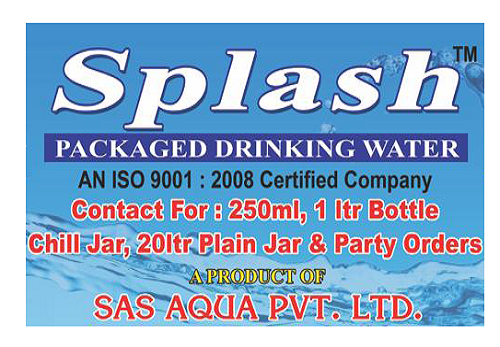 Splash™
PACKAGED DRINKING WATER
AN ISO 9001 : 2008 Certified Company
Contact For : 250ml, 1 ltr Bottle
Chill Jar, 20ltr Plain Jar & Party Orders
A PRODUCT OF
SAS AQUA PVT. LTD.